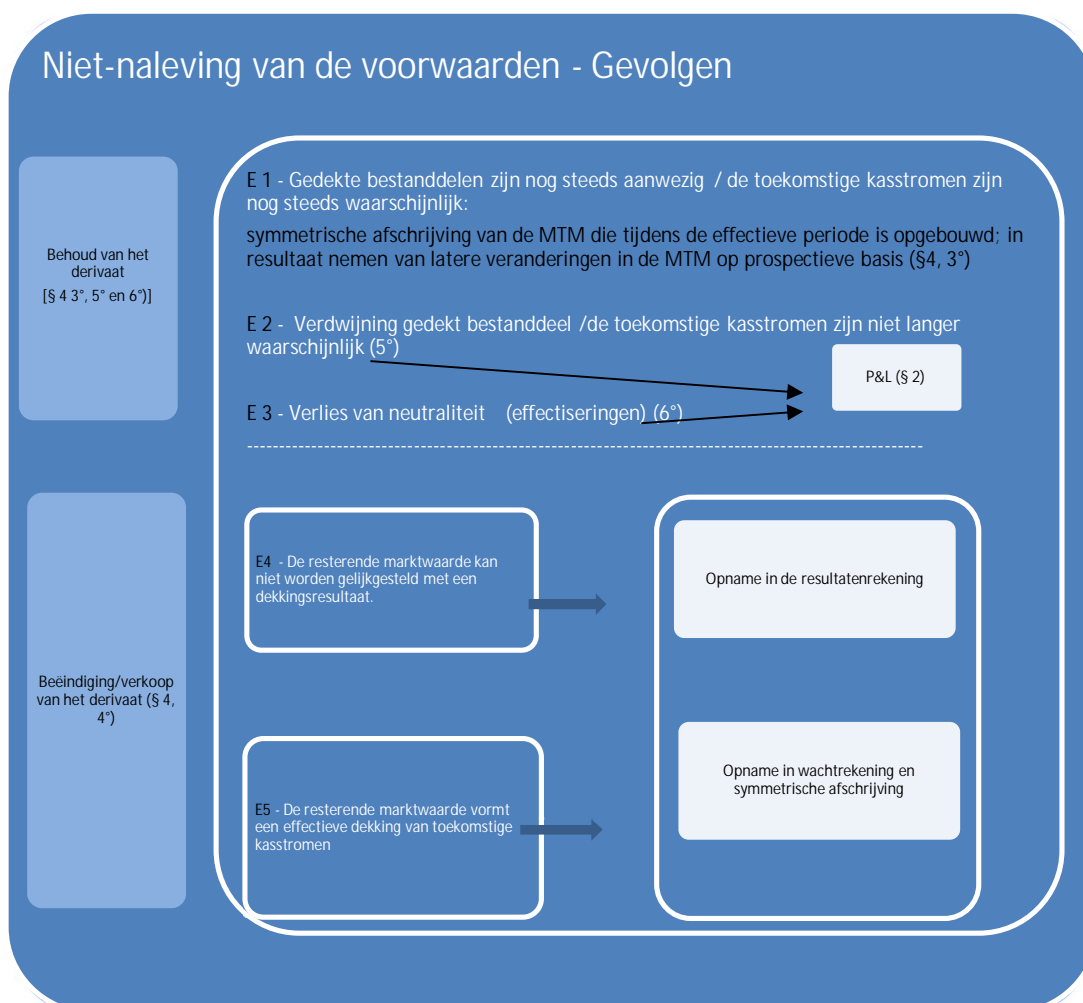 Niet-naleving van de voorwaarden - Gevolgen
Behoud van het
derivaat
[§ 4 3°, 5° en 6°)]
E 1 - Gedekte bestanddelen zijn nog steeds aanwezig / de toekomstige kasstromen zijn
nog steeds waarschijnlijk:
symmetrische afschrijving van de MTM die tijdens de effectieve periode is opgebouwd; in
resultaat nemen van latere veranderingen in de MTM op prospectieve basis (§4, 3°)
E 2 - Verdwijning gedekt bestanddeel /de toekomstige kasstromen zijn niet langer
waarschijnlijk (5°)
P&L (§ 2)
E 3 - Verlies van neutraliteit (effectiseringen) (6°)
-------------------------------------------------------------------------------------
Beëindiging/verkoop
van het derivaat (§ 4,
4°)
E4 - De resterende marktwaarde kan
niet worden gelijkgesteld met een
dekkingsresultaat.
Opname in de resultatenrekening
E5 - De resterende marktwaarde vormt
een effectieve dekking van toekomstige
kasstromen
Opname in wachtrekening en
symmetrische afschrijving